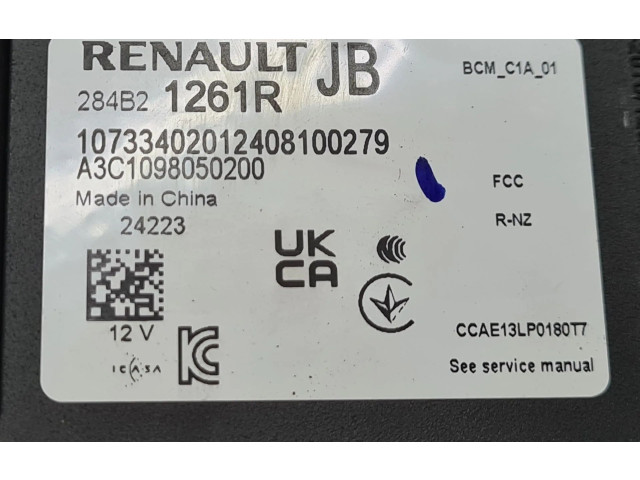 RENAULT JB
BCM_C1A_01
284B2 1261R
10733402012408100279
A3C1098050200
Made in China
24223
FCC
R-NZ
UK
CA
12 V
CCAE13LP0180T7
ICASA
See service manual